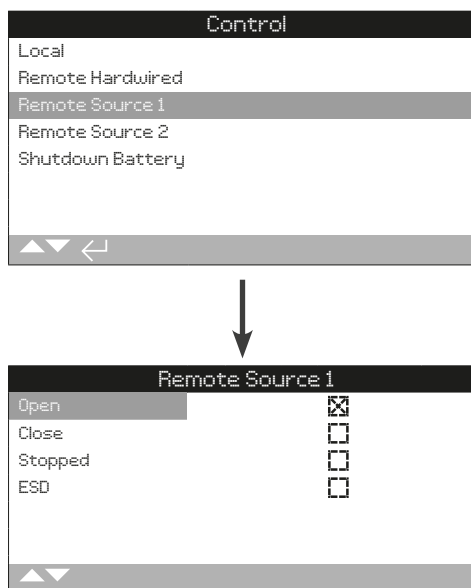 Control
Local
Remote Hardwired
Remote Source 1
Remote Source 2
Shutdown Battery
Remote Source 1
Open
Close
Stopped
ESD